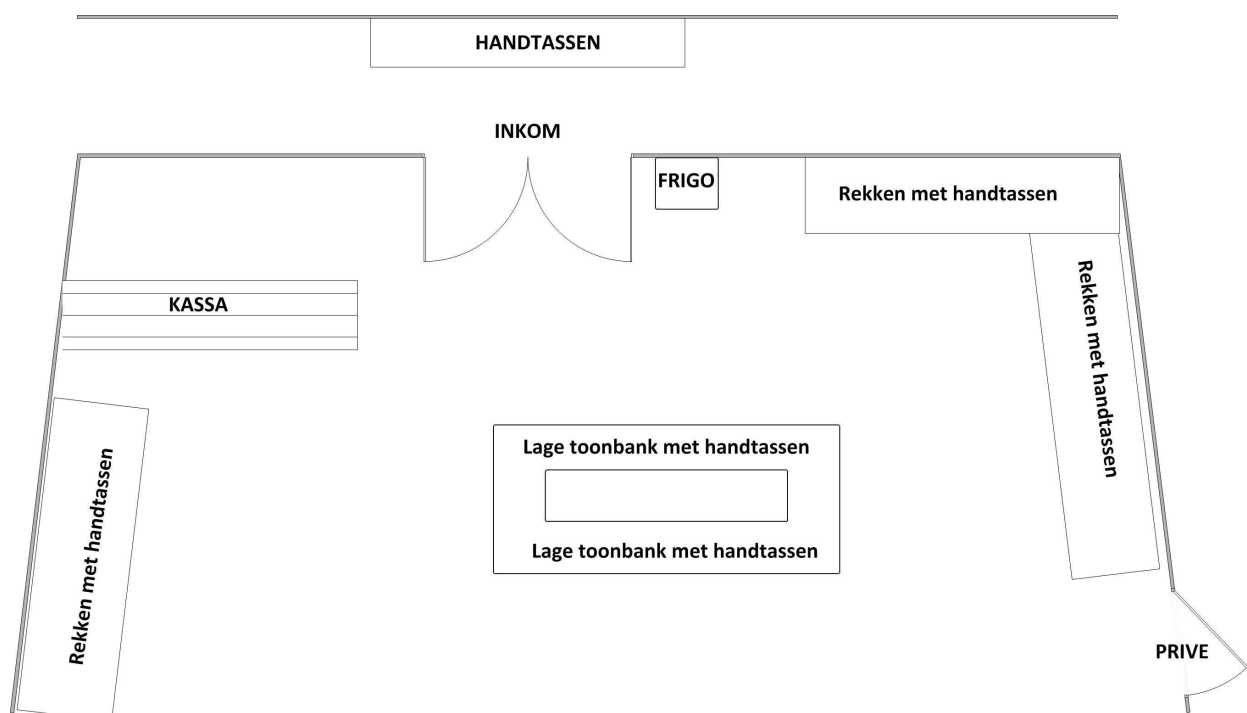 HANDTASSEN
INKOM
FRIGO
Rekken met handtassen
KASSA
Rekken met handtassen
Lage toonbank met handtassen
Lage toonbank met handtassen
Rekken met handtassen
PRIVE